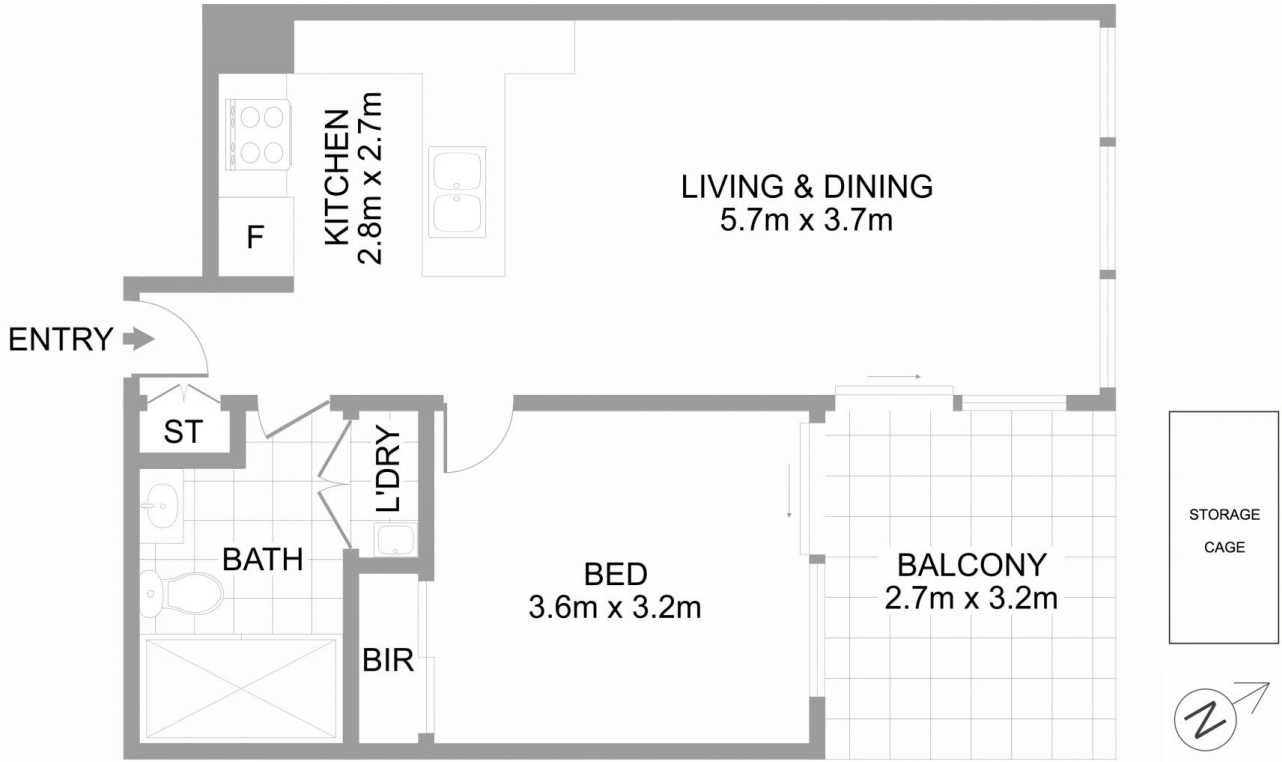 KITCHEN
2.8m x 2.7m
LIVING & DINING
5.7m x 3.7m
F
ENTRY
ST
L'DRY
BATH
BED
3.6m x 3.2m
BALCONY
2.7m x 3.2m
STORAGE
CAGE
BIR
N